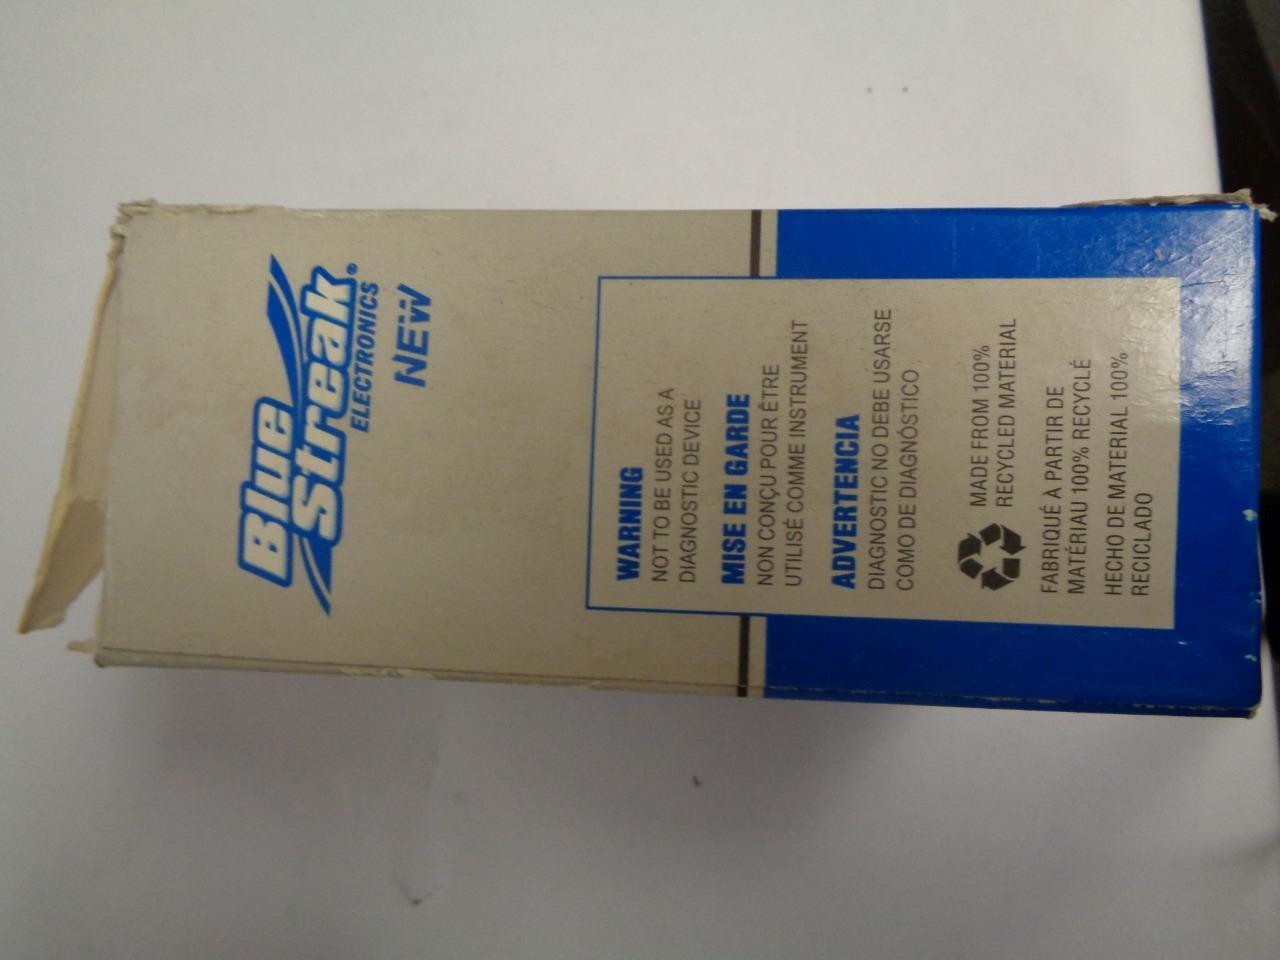 Blue
Streak®
ELECTRONICS
NEW
WARNING
NOT TO BE USED AS A
DIAGNOSTIC DEVICE
MISE EN GARDE
NON CONÇU POUR ÊTRE
UTILISÉ COMME INSTRUMENT
ADVERTENCIA
DIAGNOSTIC NO DEBE USARSE
COMO DE DIAGNÓSTICO
MADE FROM 100%
RECYCLED MATERIAL
FABRIQUÉ À PARTIR DE
MATÉRIAU 100% RECYCLÉ
HECHO DE MATERIAL 100%
RECICLADO